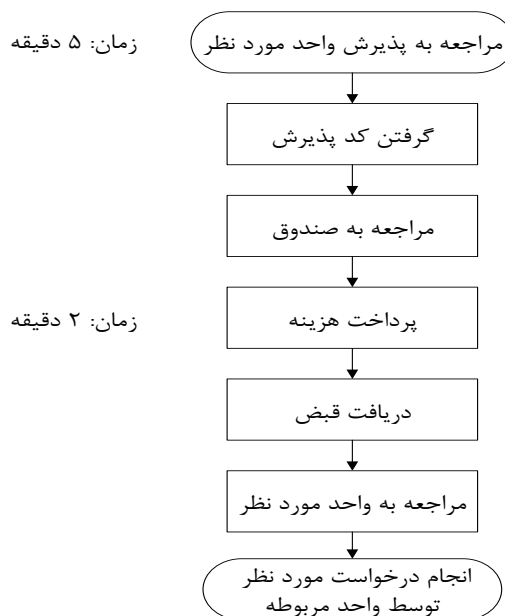 مراجعه به پذیرش واحد مورد نظر
زمان: ۵ دقیقه
گرفتن کد پذیرش
مراجعه به صندوق
پرداخت هزینه
زمان: ۲ دقیقه
دریافت قبض
مراجعه به واحد مورد نظر
انجام درخواست مورد نظر
توسط واحد مربوطه